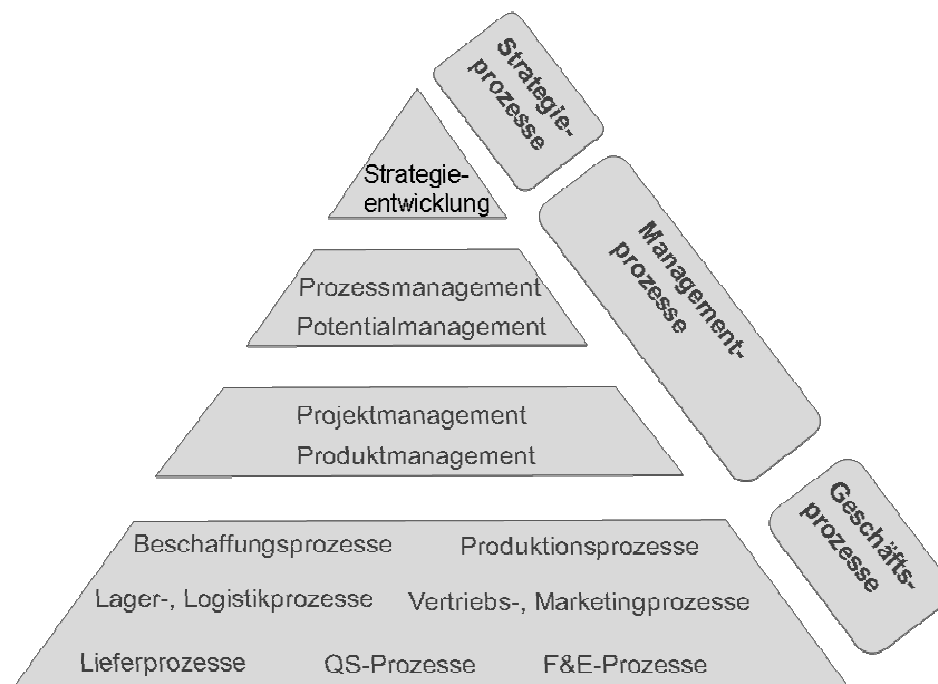 Strategie-
prozesse
Strategie-
entwicklung
Management-
prozesse
Prozessmanagement
Potentialmanagement
Projektmanagement
Produktmanagement
Geschäfts-
prozesse
Beschaffungsprozesse Produktionsprozesse
Lager-, Logistikprozesse Vertriebs-, Marketingprozesse
Lieferprozesse QS-Prozesse F&E-Prozesse